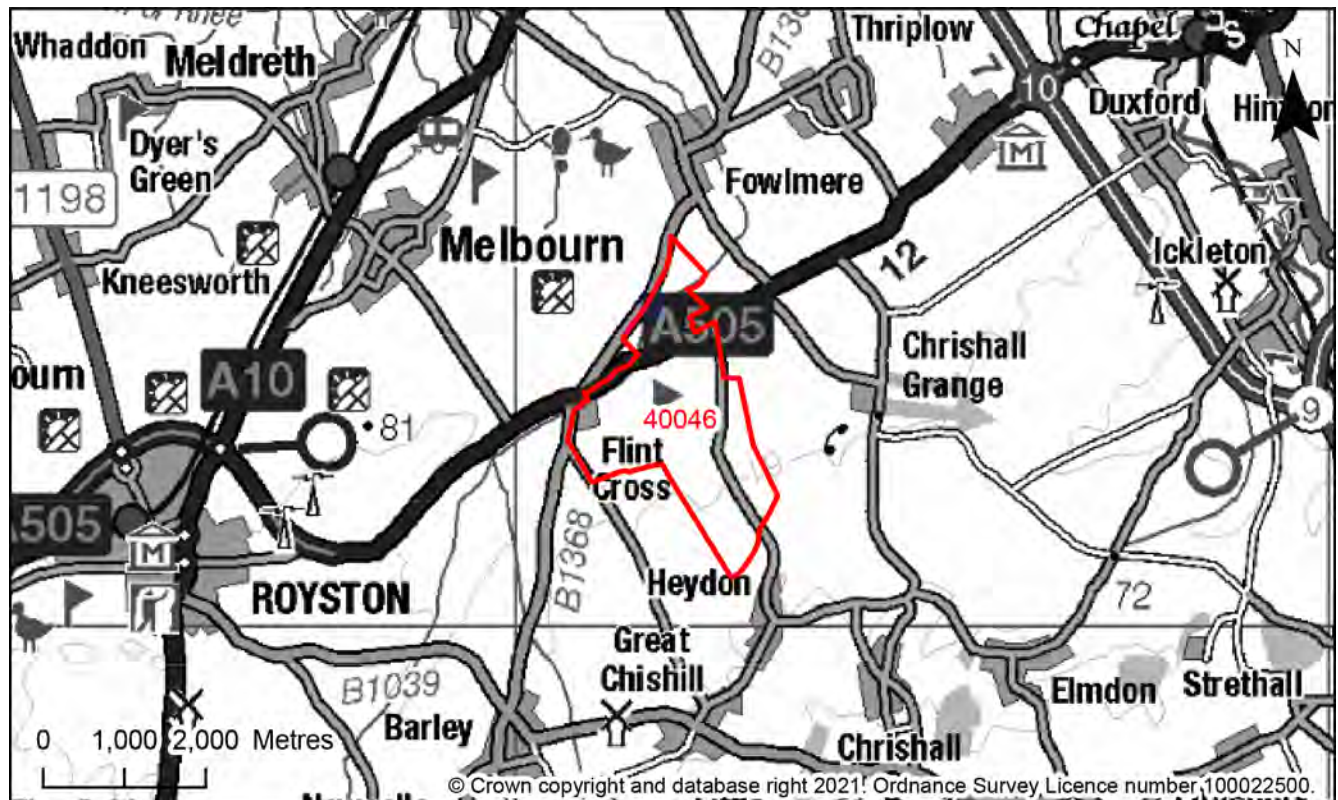 Whaddon
Meldreth
Thriplow
Chapel
N
10
7
Duxford
Dyer's
Green
M
1198
Fowlmere
Melbourn
12
Ickleton
Kneesworth
A505
Chrishall
Grange
ourn
A10
9
81
40046
Flint
Cross
A505
M
B1368
Heydon
ROYSTON
72
Great
Chishill
B1039
Elmdon
Strethall
Barley
0 1,000 2,000 Metres
Chrishall
© Crown copyright and database right 2021. Ordnance Survey Licence number 100022500.